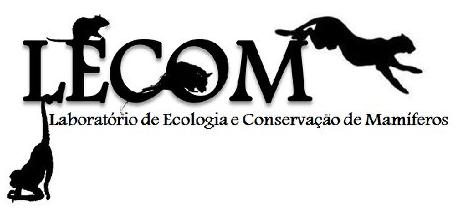 LECOM
Laboratório de Ecologia e Conservação de Mamíferos